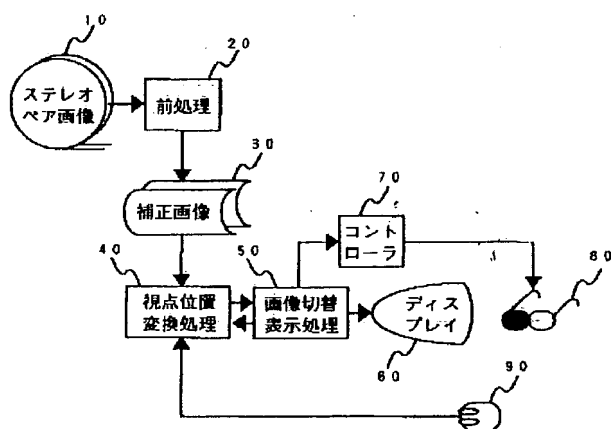 10
20
ステレオ
ペア画像
前処理
30
70
補正画像
コント
ローラ
40
50
80
視点位置
変換処理
画像切替
表示処理
ディス
プレイ
60
90